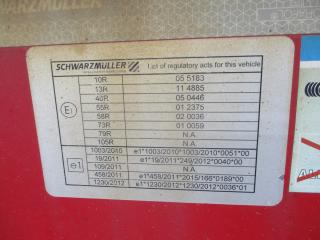 SCHWARZMÜLLER List of regulatory acts for this vehicle
10R 05 5183
13R 11 4885
40R 05 0446
55R 01 2375
E1 58R 02 0036
73R 01 0059
79R N.A.
105R N.A.
1003/2010 e1*1003/2010*1003/2010*0051*00
19/2011 e1*19/2011*249/2012*0040*00
e1 109/2011 N.A.
458/2011 e1*458/2011*2015/166*0189*00
1230/2012 e1*1230/2012*1230/2012*0036*01